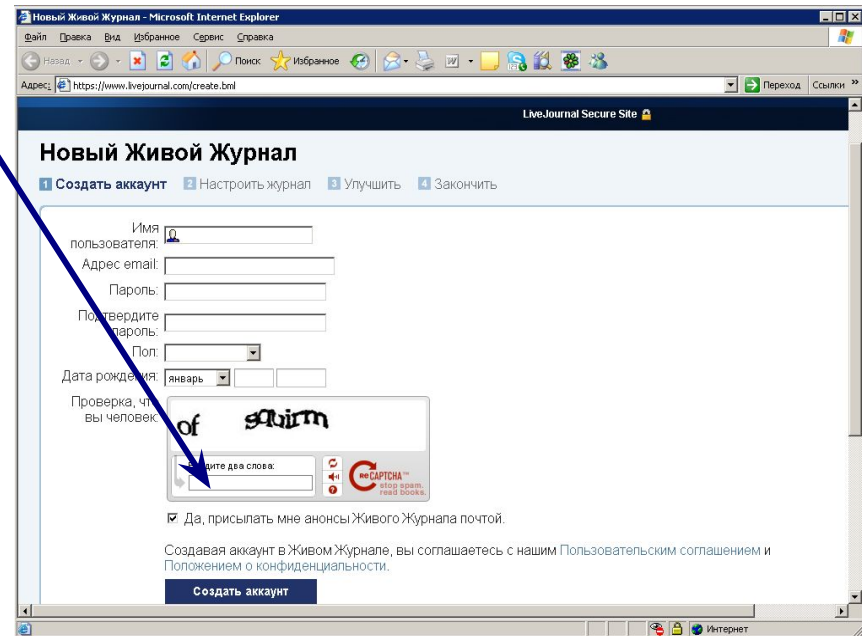 Новый Живой Журнал - Microsoft Internet Explorer
Файл Правка Вид Избранное Сервис Справка
Назад Поиск Избранное
Адрес: https://www.livejournal.com/create.bml Переход Ссылки »
LiveJournal Secure Site
Новый Живой Журнал
1 Создать аккаунт 2 Настроить журнал 3 Улучшить 4 Закончить
Имя
пользователя:
Адрес email:
Пароль:
Подтвердите
пароль:
Пол:
Дата рождения: январь
Проверка, что
вы человек:
of squirm
Введите два слова:
reCAPTCHA™
stop spam.
read books.
Да, присылать мне анонсы Живого Журнала почтой.
Создавая аккаунт в Живом Журнале, вы соглашаетесь с нашим Пользовательским соглашением и
Положением о конфиденциальности.
Создать аккаунт
Интернет